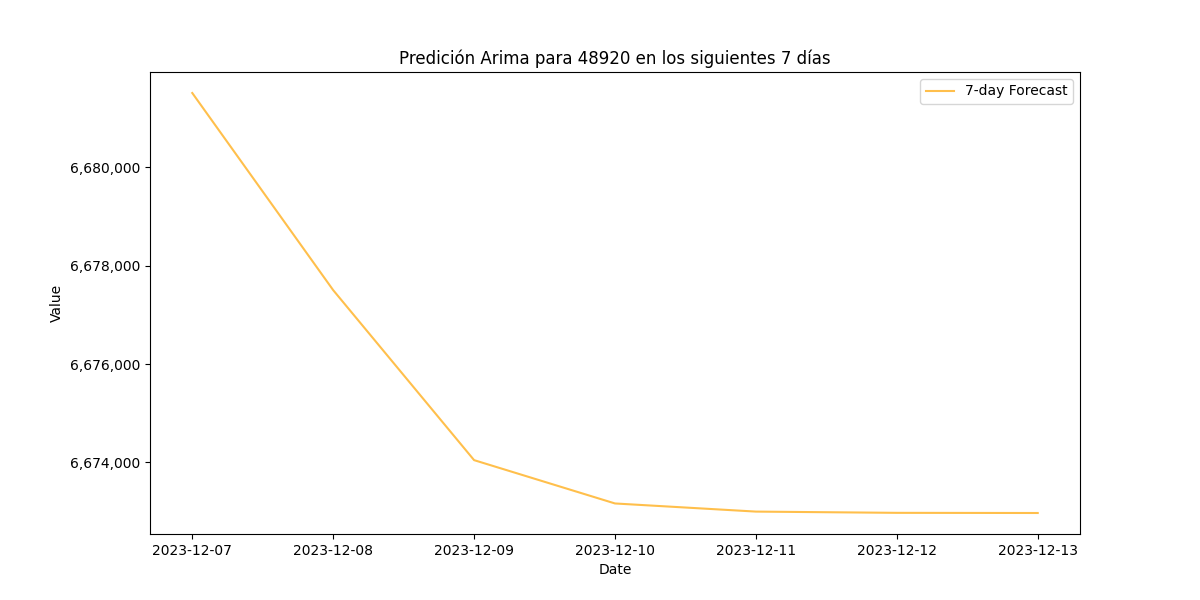 Predición Arima para 48920 en los siguientes 7 días
7-day Forecast
Value
6,680,000
6,678,000
6,676,000
6,674,000
2023-12-07
2023-12-08
2023-12-09
2023-12-10
2023-12-11
2023-12-12
2023-12-13
Date